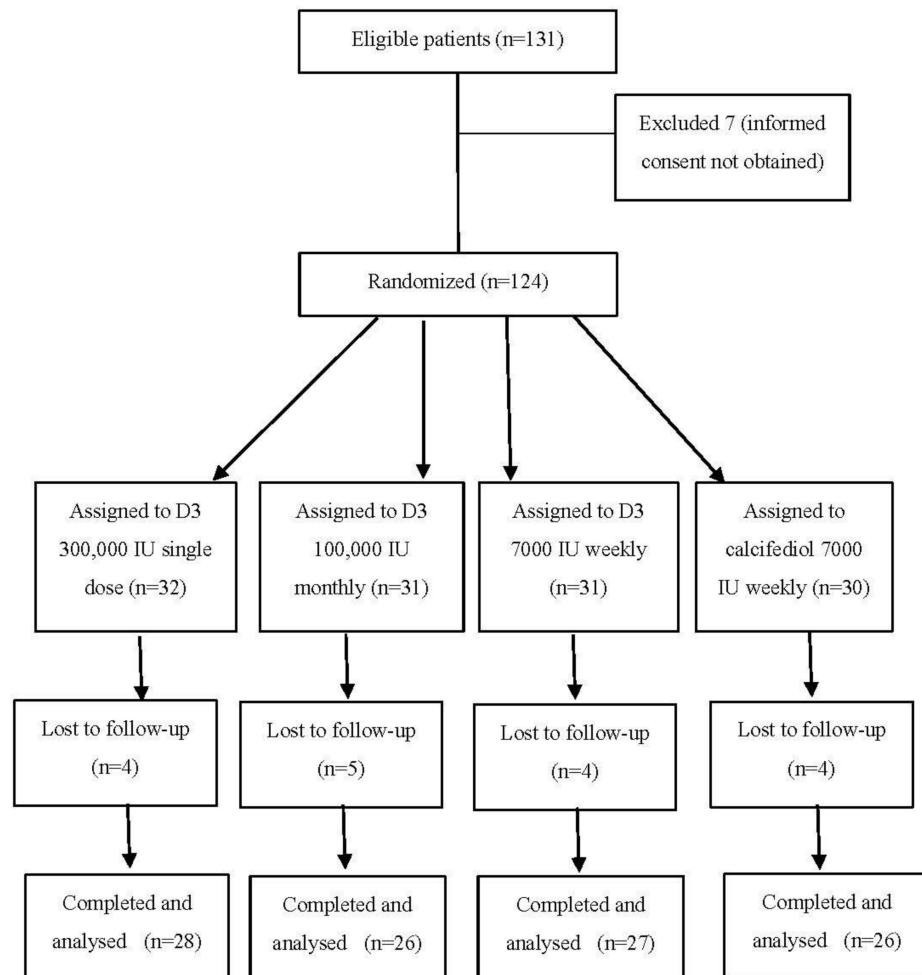 Eligible patients (n=131)
Excluded 7 (informed
consent not obtained)
Randomized (n=124)
Assigned to D3
300,000 IU single
dose (n=32)
Assigned to D3
100,000 IU
monthly (n=31)
Assigned to D3
7000 IU weekly
(n=31)
Assigned to
calcifediol 7000
IU weekly (n=30)
Lost to follow-up
(n=4)
Lost to follow-up
(n=5)
Lost to follow-up
(n=4)
Lost to follow-up
(n=4)
Completed and
analysed (n=28)
Completed and
analysed (n=26)
Completed and
analysed (n=27)
Completed and
analysed (n=26)